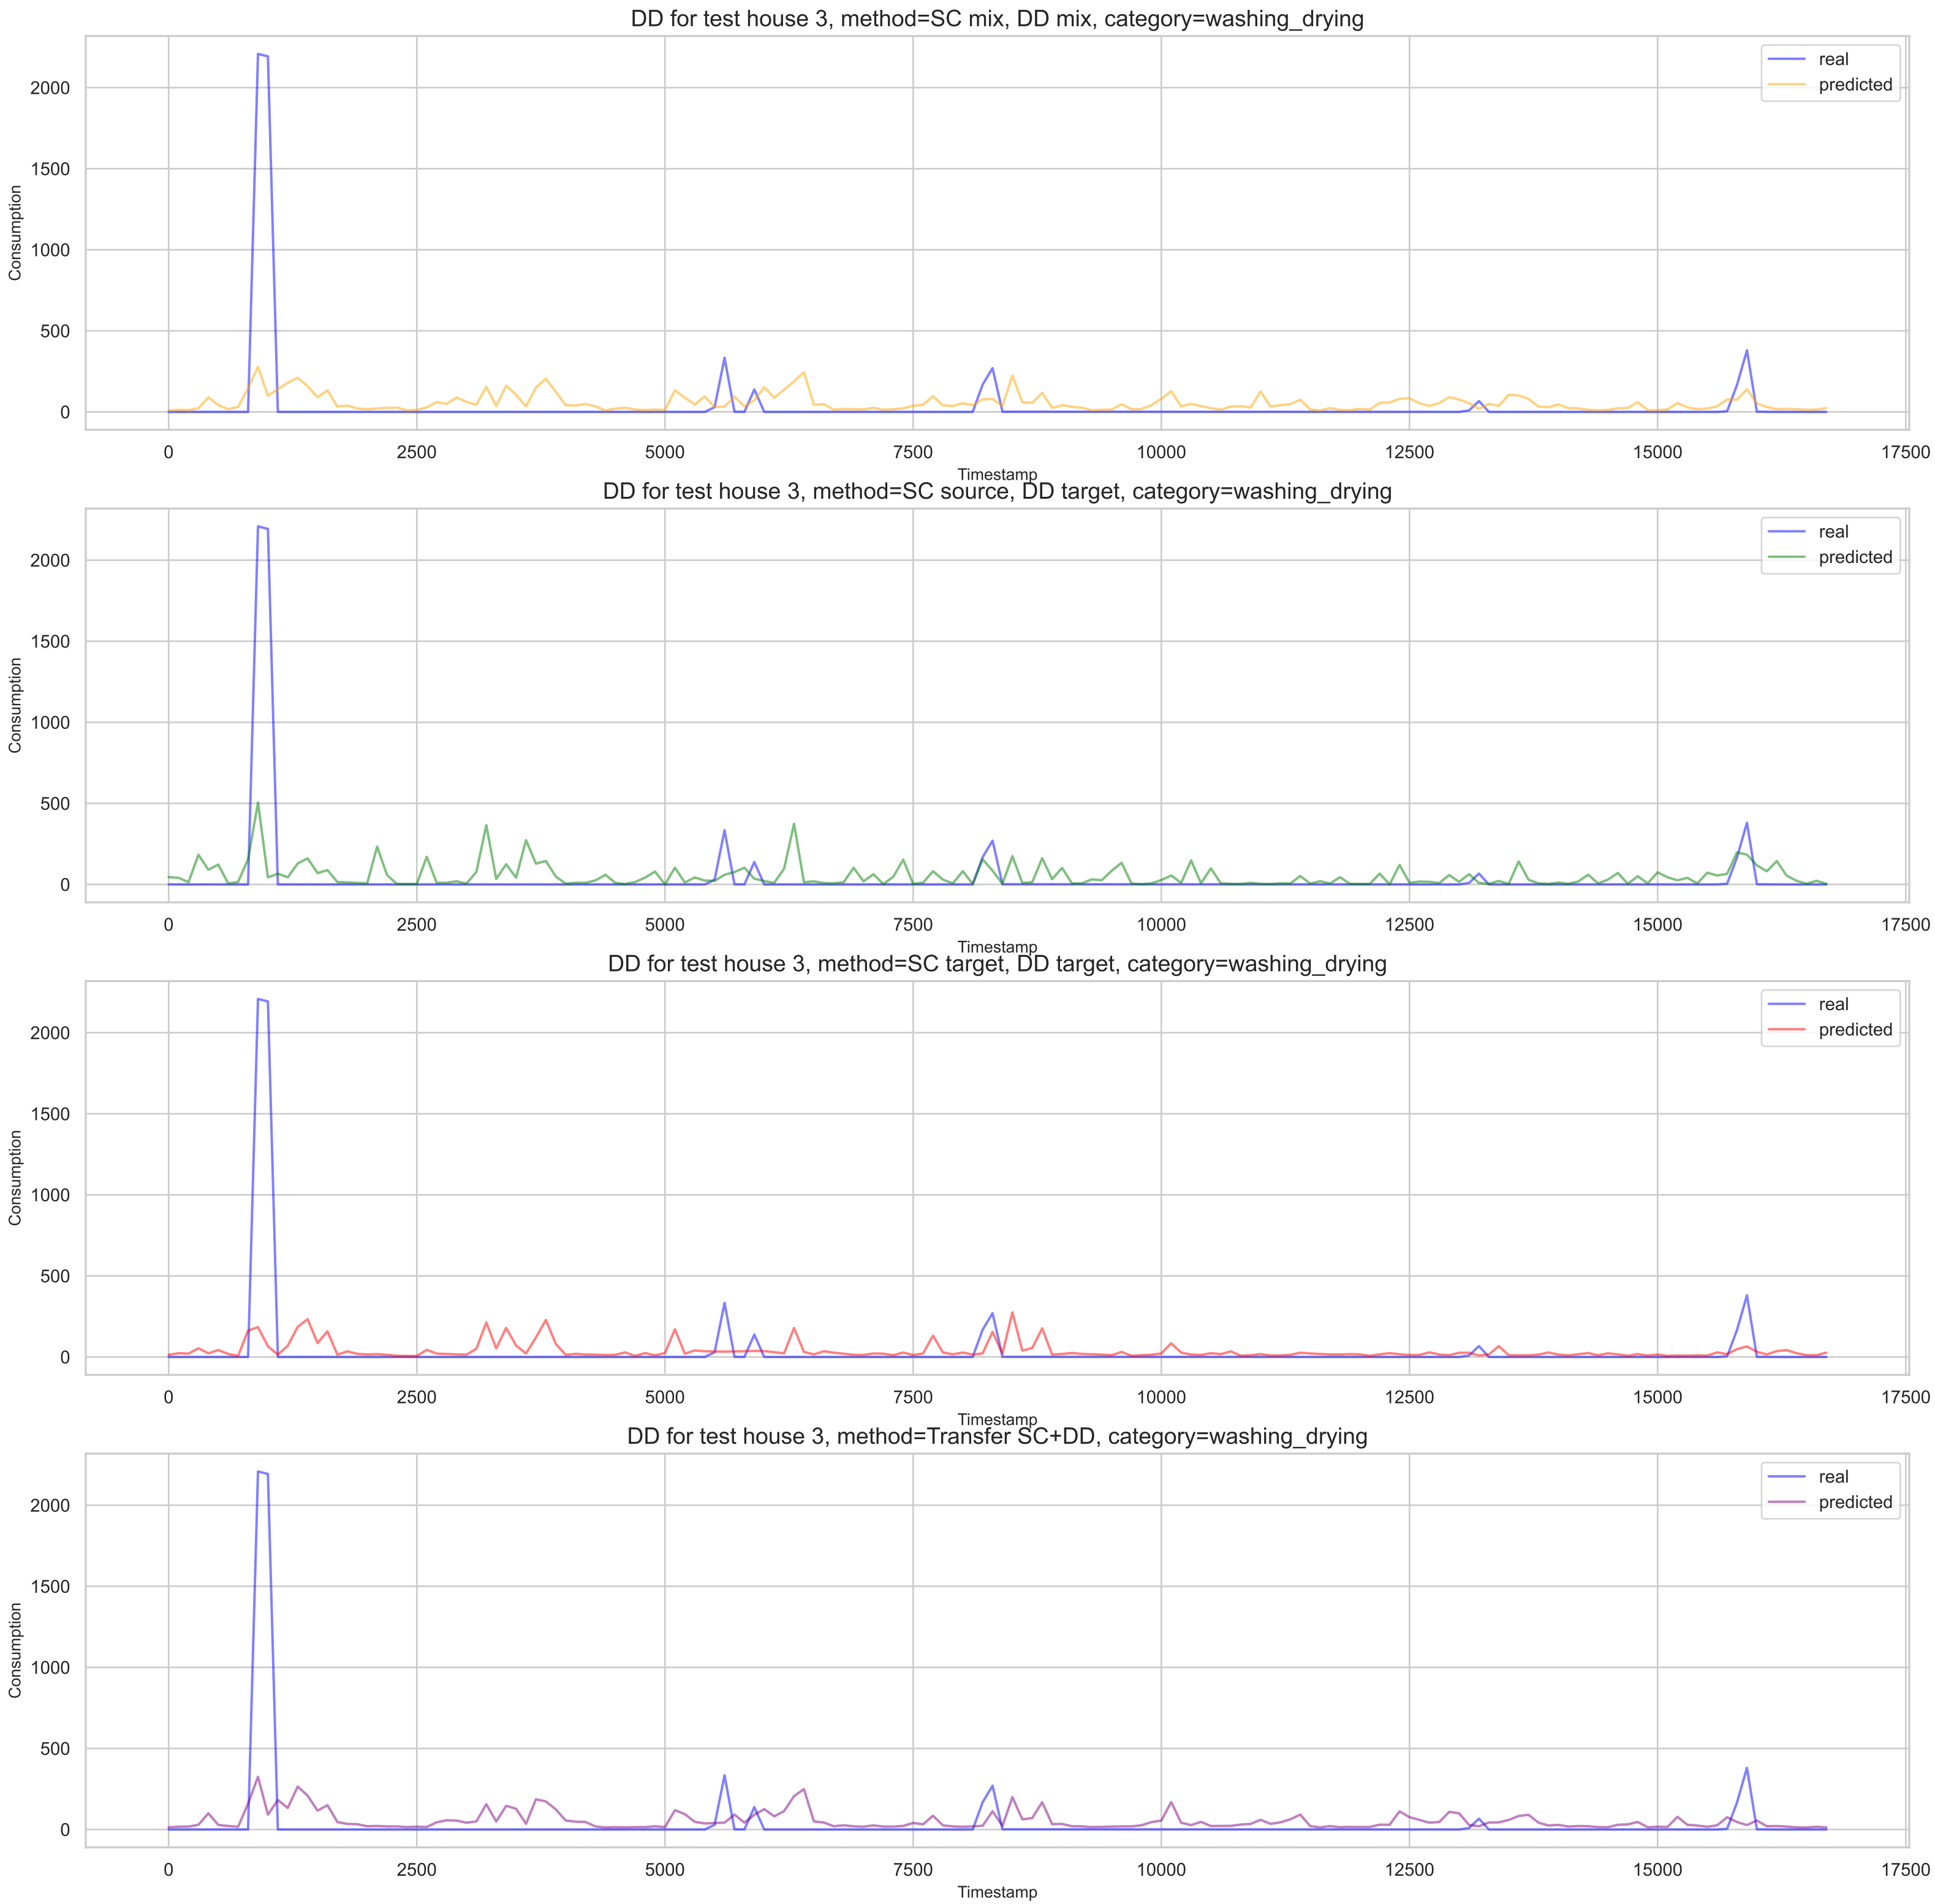 DD for test house 3, method=SC mix, DD mix, category=washing_drying
real
predicted
2000
1500
1000
500
0
Consumption
0 2500 5000 7500 10000 12500 15000 17500
Timestamp
DD for test house 3, method=SC source, DD target, category=washing_drying
real
predicted
2000
1500
1000
500
0
Consumption
0 2500 5000 7500 10000 12500 15000 17500
Timestamp
DD for test house 3, method=SC target, DD target, category=washing_drying
real
predicted
2000
1500
1000
500
0
Consumption
0 2500 5000 7500 10000 12500 15000 17500
Timestamp
DD for test house 3, method=Transfer SC+DD, category=washing_drying
real
predicted
2000
1500
1000
500
0
Consumption
0 2500 5000 7500 10000 12500 15000 17500
Timestamp